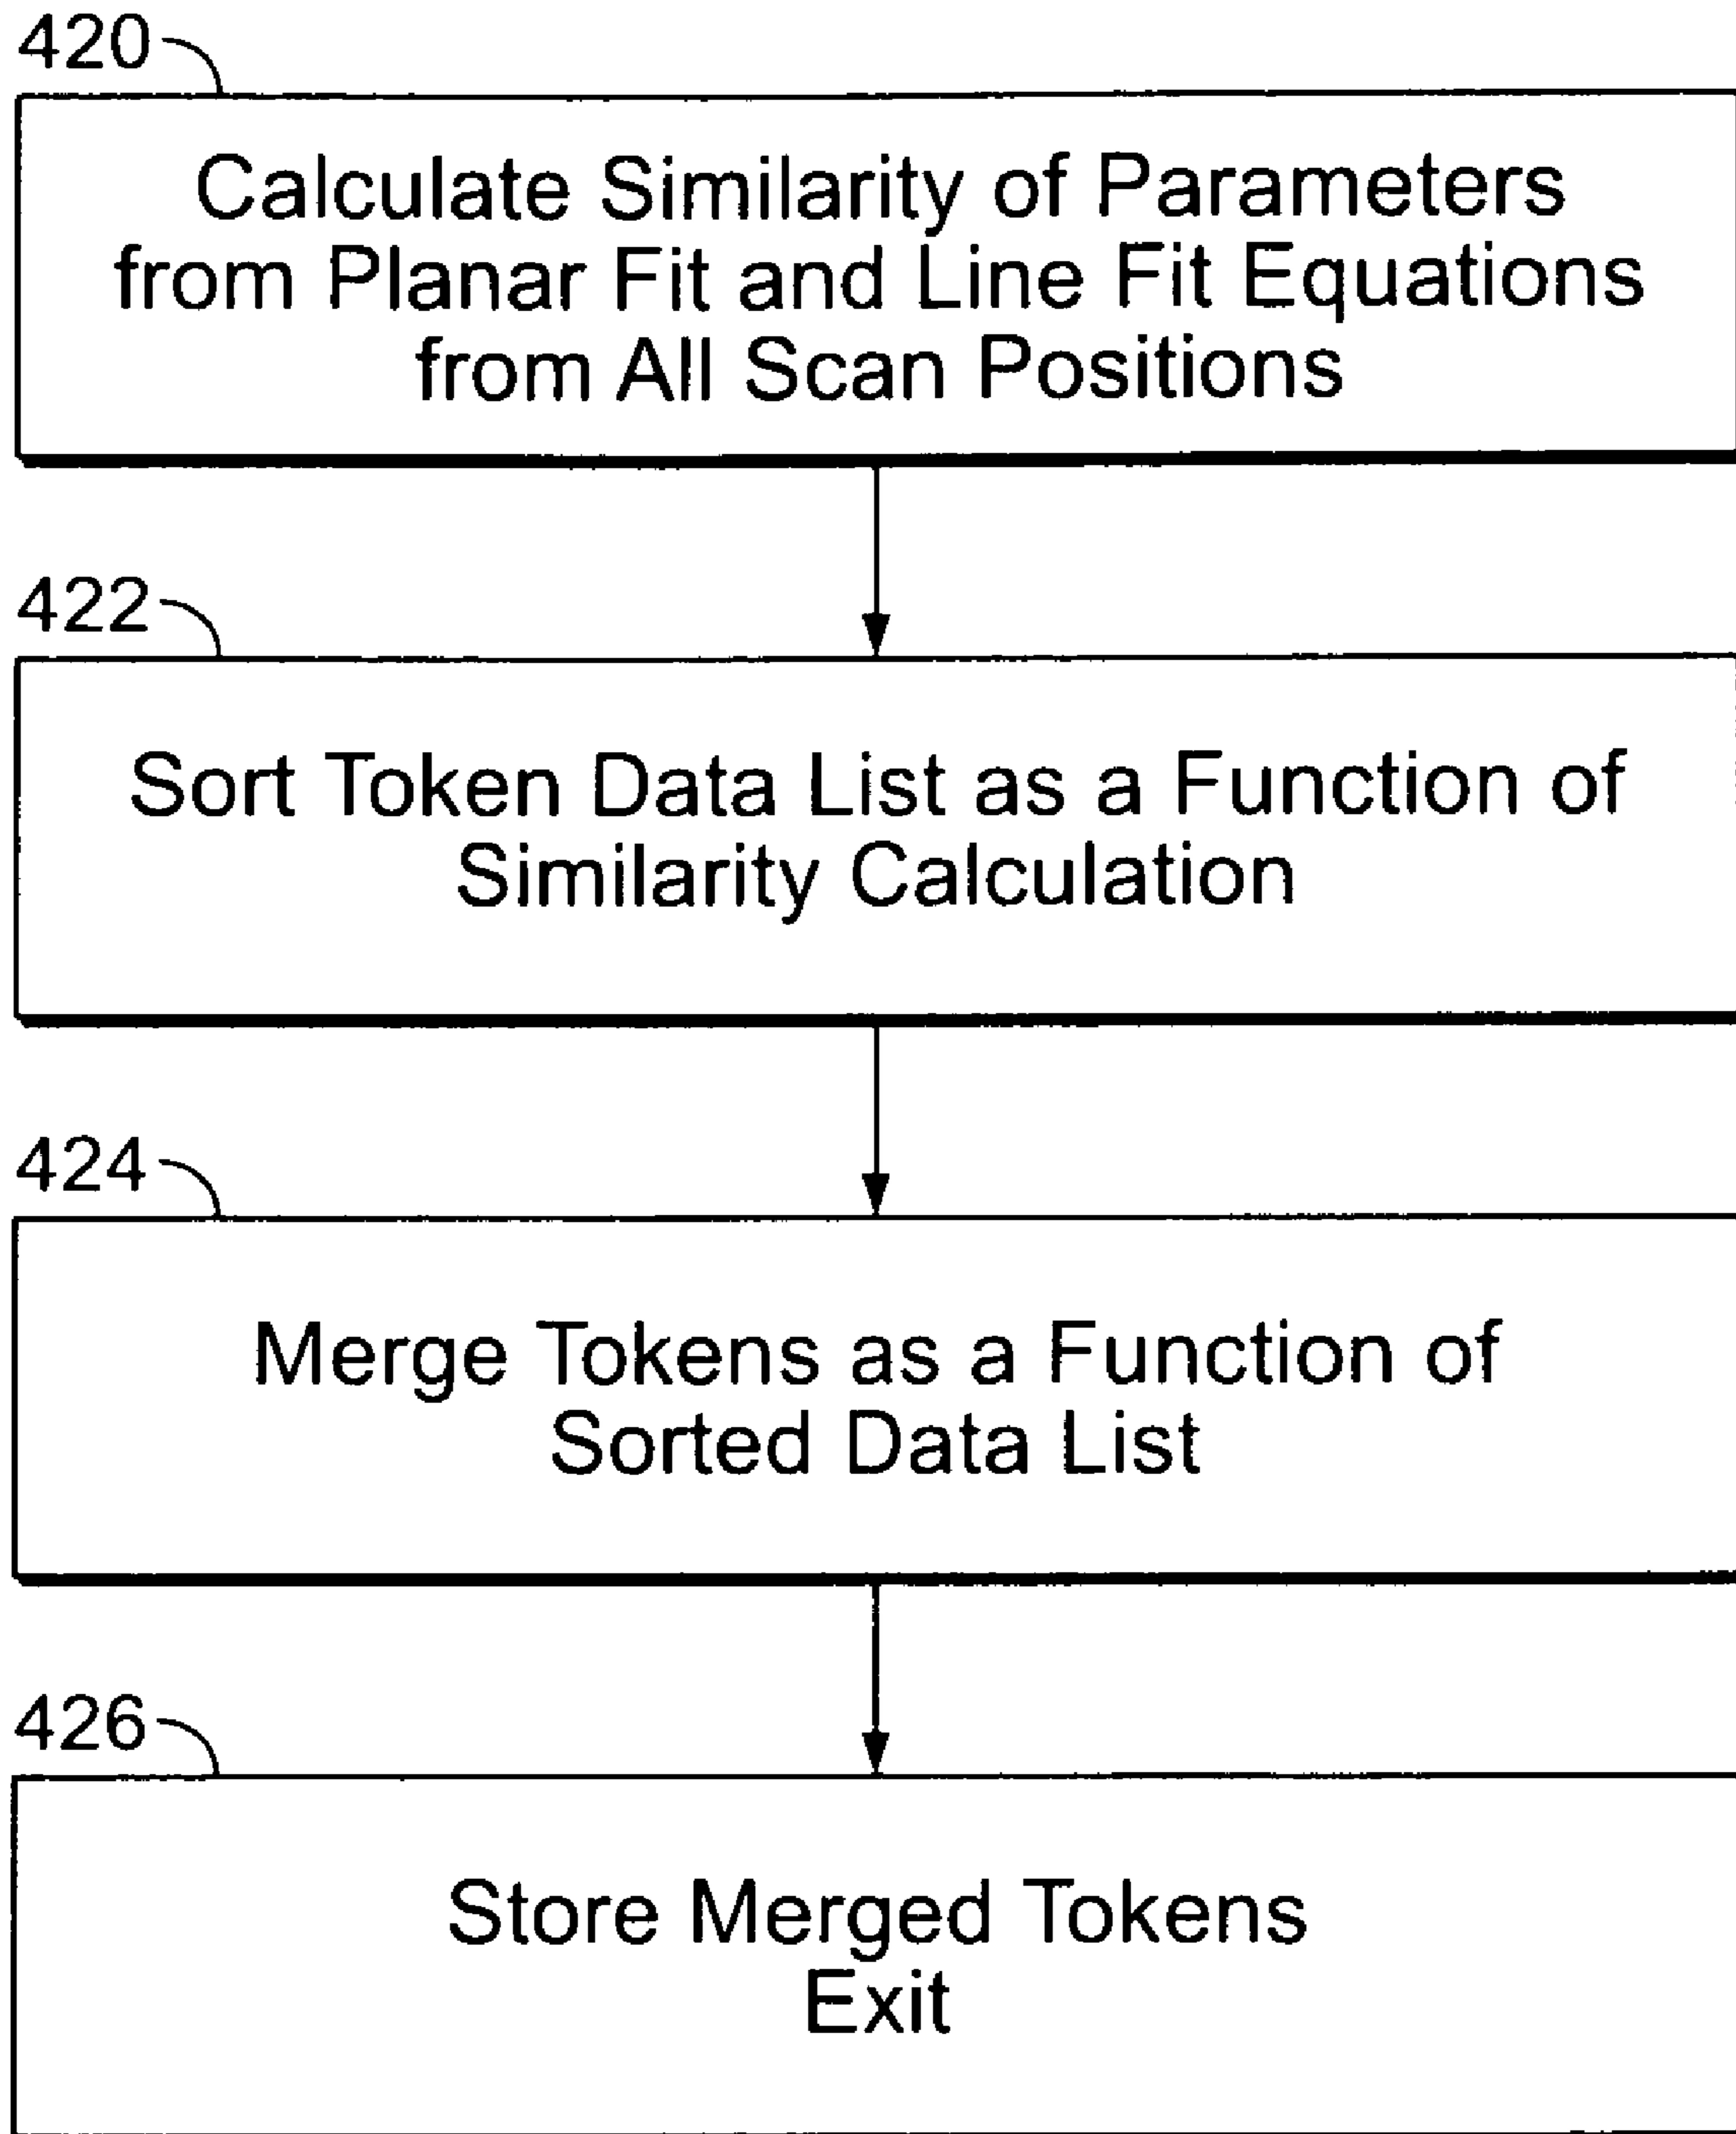 420
Calculate Similarity of Parameters
from Planar Fit and Line Fit Equations
from All Scan Positions
422
Sort Token Data List as a Function of
Similarity Calculation
424
Merge Tokens as a Function of
Sorted Data List
426
Store Merged Tokens
Exit